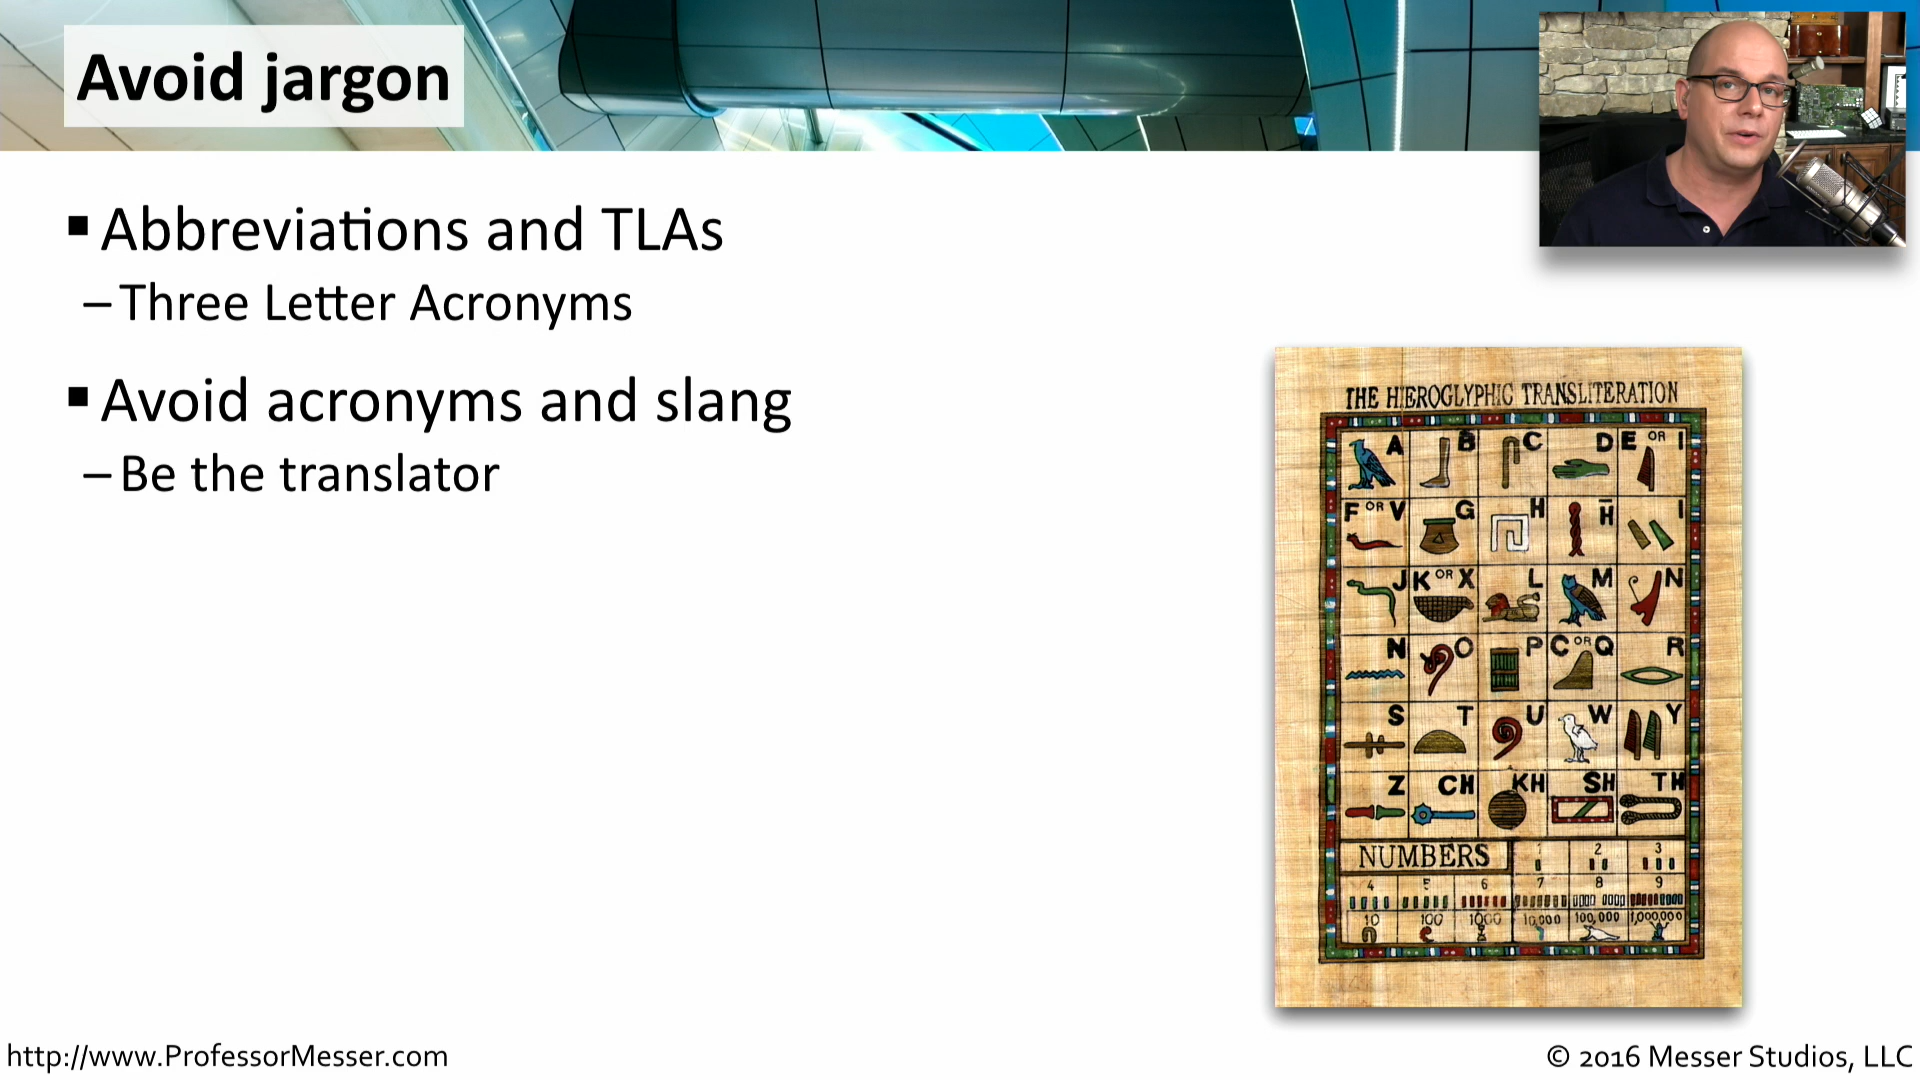 Avoid jargon
▪ Abbreviations and TLAs
– Three Letter Acronyms
▪ Avoid acronyms and slang
– Be the translator
THE HIEROGLYPHIC TRANSLITERATION
A B C D E OR I
F OR V G H H̅ I
J K OR X L M N
N O P C OR Q R
S T U W Y
Z CH KH SH TH
NUMBERS 1 2 3
4 5 6 7 8 9
10 100 1000 10,000 100,000 1,000,000
http://www.ProfessorMesser.com
© 2016 Messer Studios, LLC